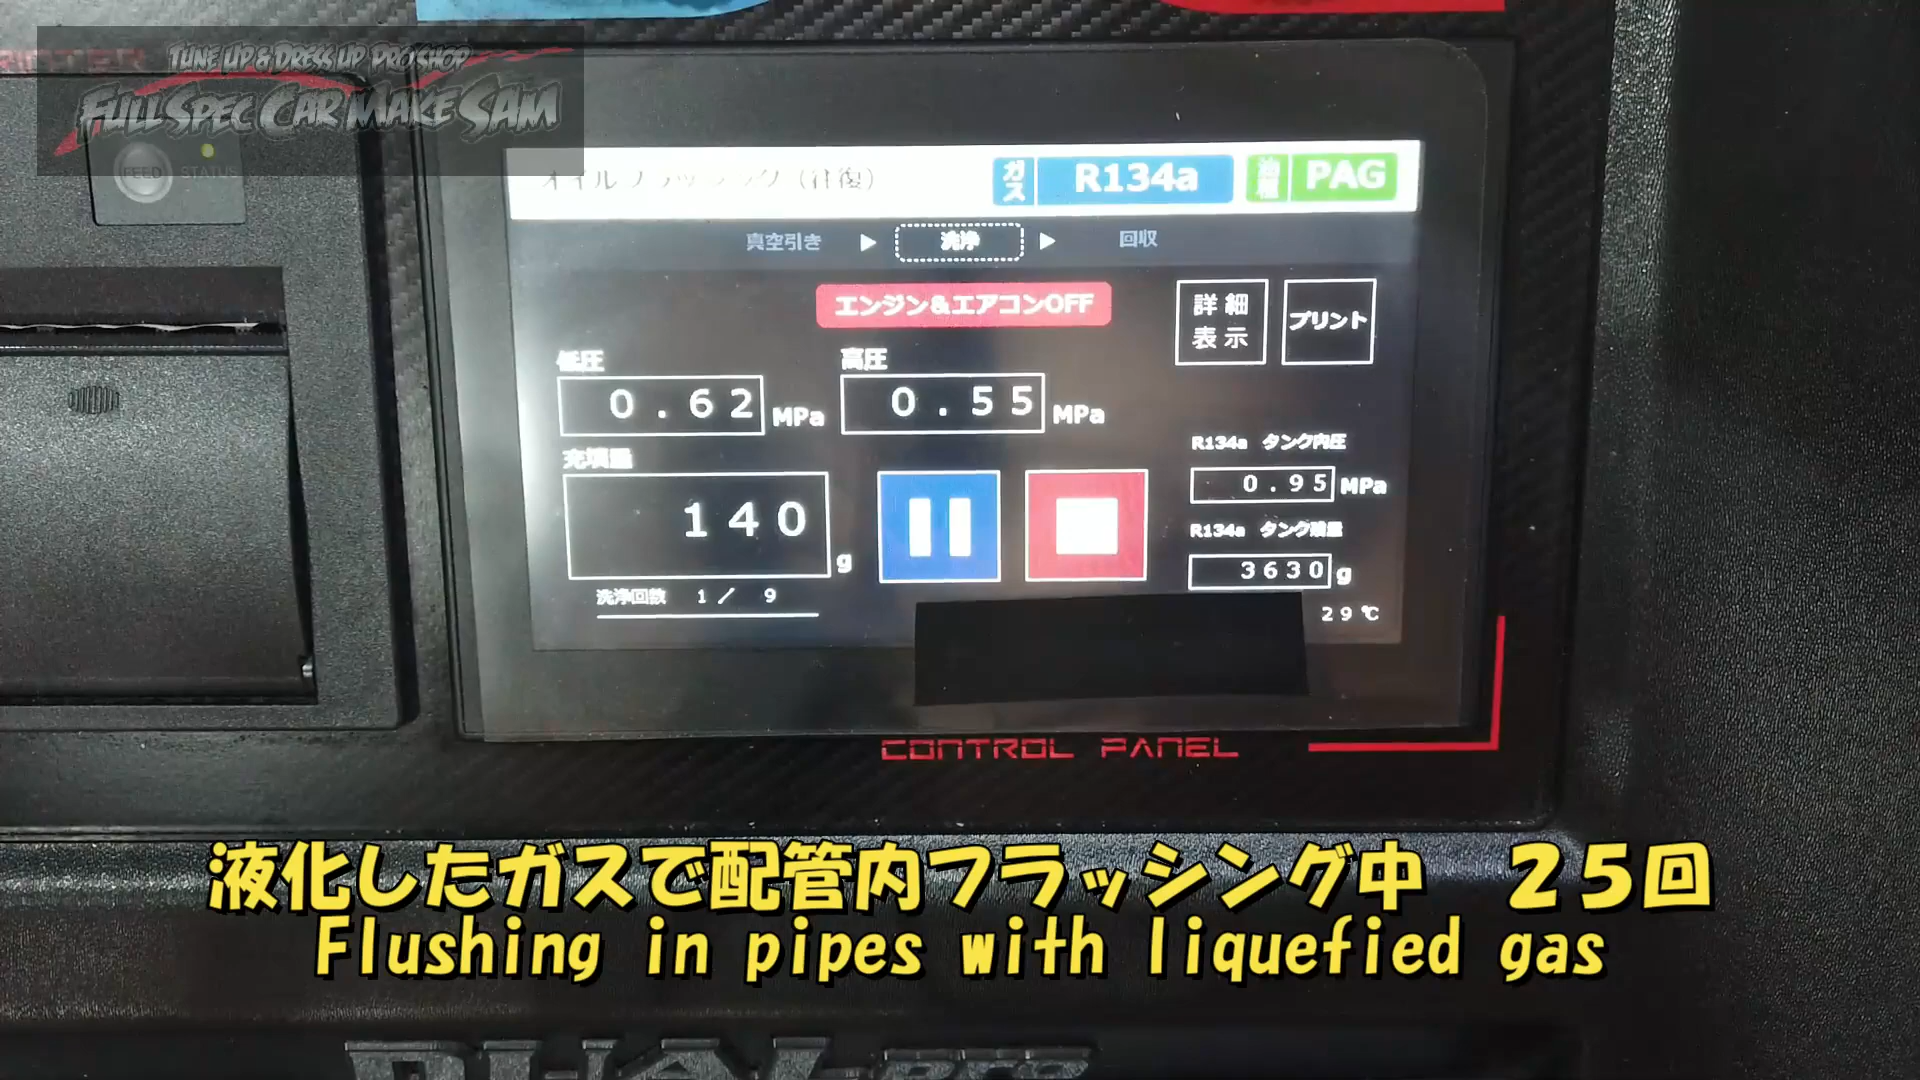 TUNE UP & DRESS UP PRO SHOP
FULL SPEC CAR MAKE SAM
FEED STATUS
オイルフラッシング (往復)
ガス R134a 油種 PAG
真空引き ▶ 洗浄 ▶ 回収
エンジン&エアコンOFF
詳細表示
プリント
低圧
0.62 MPa
高圧
0.55 MPa
充填量
140 g
洗浄回数 1/ 9
R134a タンク内圧
0.95 MPa
R134a タンク残量
3630 g
29℃
CONTROL PANEL
液化したガスで配管内フラッシング中 25回
Flushing in pipes with liquefied gas
DUAL-PRO